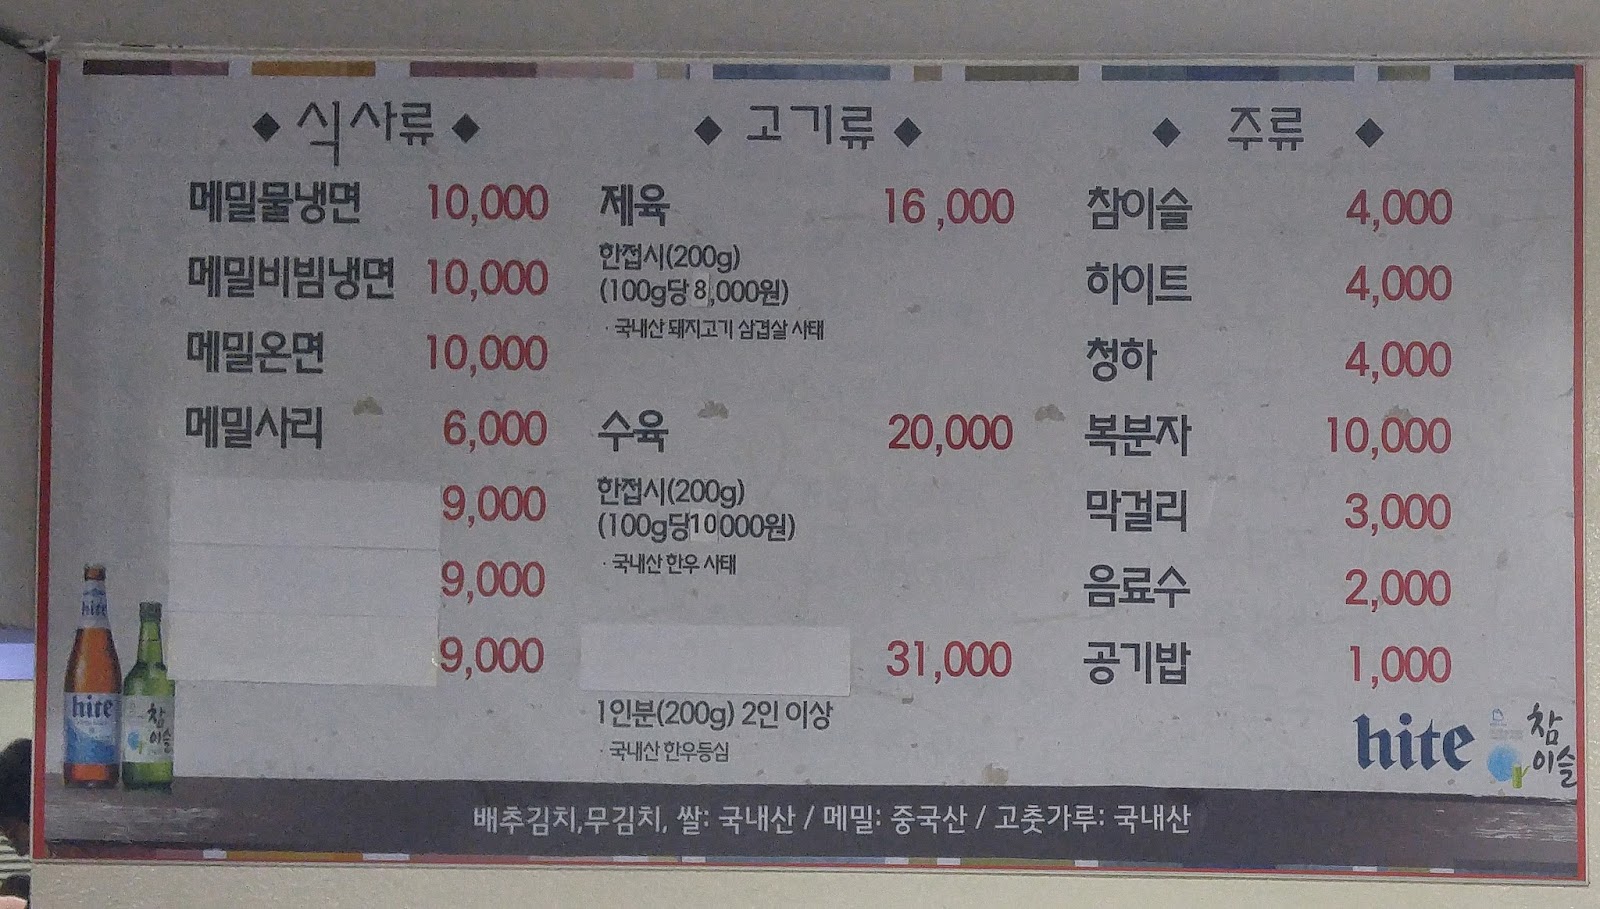 ◆ 식사류 ◆
메밀물냉면 10,000
메밀비빔냉면 10,000
메밀온면 10,000
메밀사리 6,000
9,000
9,000
9,000
◆ 고기류 ◆
제육 16,000
한접시(200g)
(100g당 8,000원)
· 국내산 돼지고기 삼겹살 사태
수육 20,000
한접시(200g)
(100g당10 000원)
· 국내산 한우 사태
31,000
1인분(200g) 2인 이상
· 국내산 한우등심
◆ 주류 ◆
참이슬 4,000
하이트 4,000
청하 4,000
복분자 10,000
막걸리 3,000
음료수 2,000
공기밥 1,000
hite
hite
참
이슬
hite
참
이슬
배추김치,무김치, 쌀: 국내산 / 메밀: 중국산 / 고춧가루: 국내산